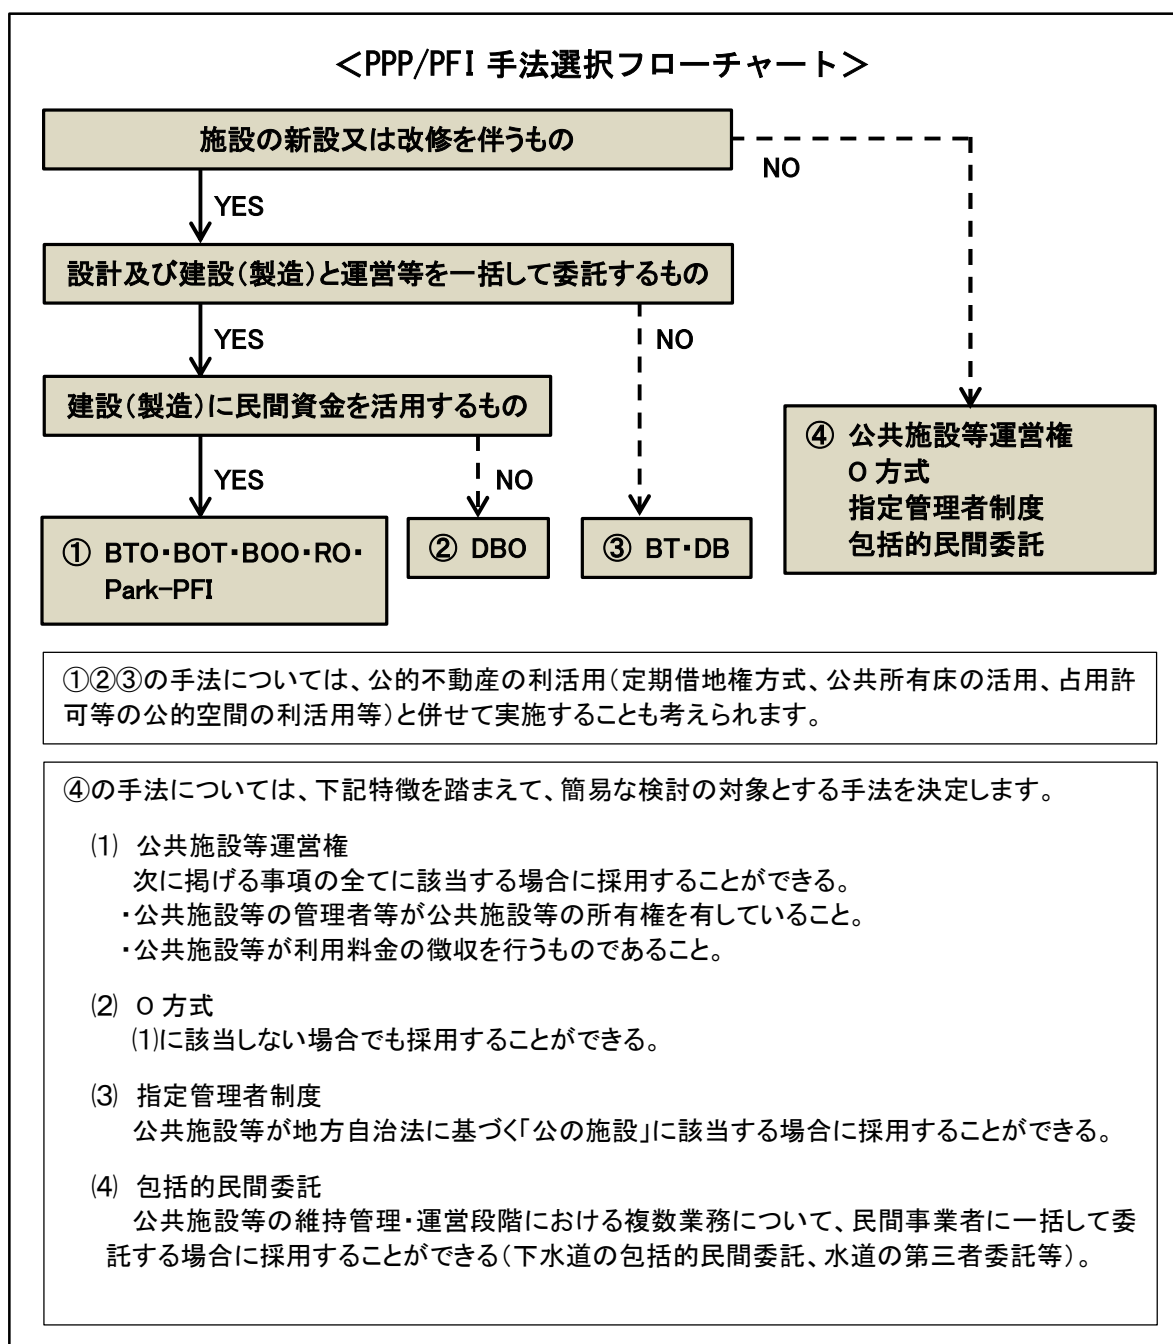 ＜PPP/PFI 手法選択フローチャート＞
施設の新設又は改修を伴うもの
NO
YES
設計及び建設（製造）と運営等を一括して委託するもの
YES
NO
建設（製造）に民間資金を活用するもの
YES
NO
④ 公共施設等運営権
O 方式
指定管理者制度
包括的民間委託
① BTO・BOT・BOO・RO・
Park-PFI
② DBO
③ BT・DB
①②③の手法については、公的不動産の利活用（定期借地権方式、公共所有床の活用、占用許
可等の公的空間の利活用等）と併せて実施することも考えられます。
④の手法については、下記特徴を踏まえて、簡易な検討の対象とする手法を決定します。
⑴ 公共施設等運営権
次に掲げる事項の全てに該当する場合に採用することができる。
・公共施設等の管理者等が公共施設等の所有権を有していること。
・公共施設等が利用料金の徴収を行うものであること。
⑵ O 方式
⑴に該当しない場合でも採用することができる。
⑶ 指定管理者制度
公共施設等が地方自治法に基づく「公の施設」に該当する場合に採用することができる。
⑷ 包括的民間委託
公共施設等の維持管理・運営段階における複数業務について、民間事業者に一括して委
託する場合に採用することができる（下水道の包括的民間委託、水道の第三者委託等）。